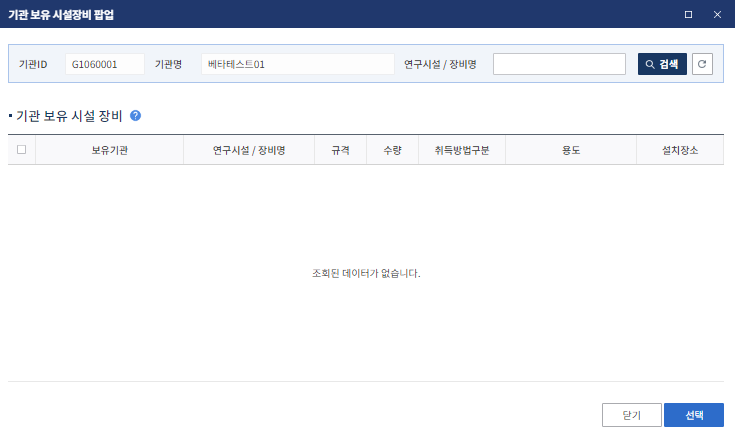 기관 보유 시설장비 팝업
기관ID G1060001 기관명 베타테스트01 연구시설 / 장비명 검색
기관 보유 시설 장비 ?
보유기관 연구시설 / 장비명 규격 수량 취득방법구분 용도 설치장소
조회된 데이터가 없습니다.
닫기 선택